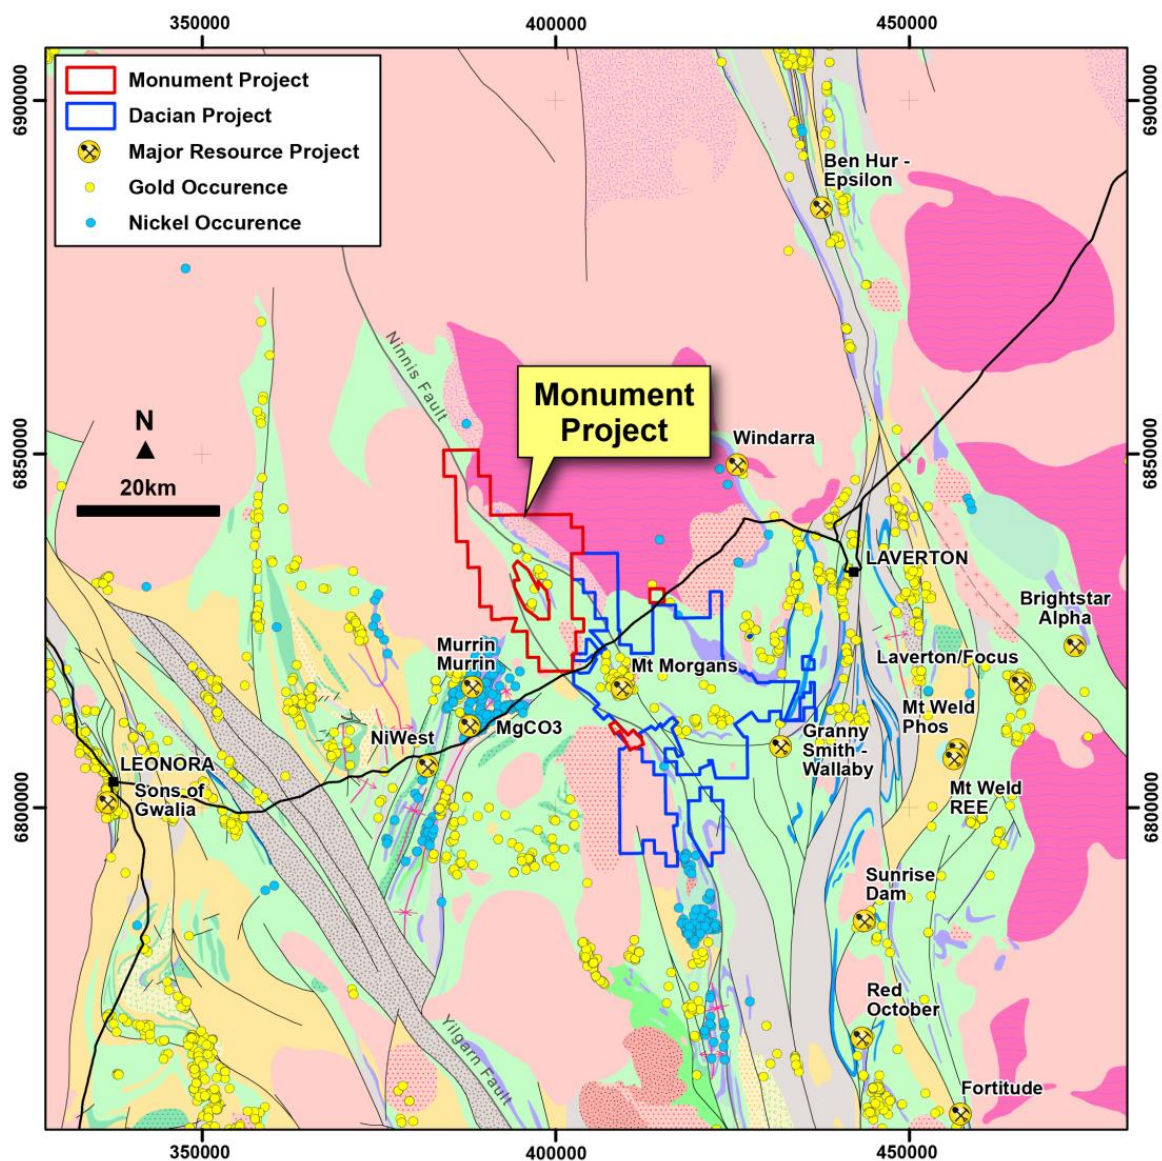 350000
400000
450000
6900000
6900000
Monument Project
Dacian Project
Major Resource Project
Gold Occurence
Nickel Occurence
Ben Hur -
Epsilon
Ninnis Fault
Monument
Project
N
20km
6850000
6850000
Windarra
LAVERTON
Brightstar
Alpha
Murrin
Murrin
Mt Morgans
Laverton/Focus
NiWest
MgCO3
Mt Weld
Phos
Granny
Smith -
Wallaby
LEONORA
Sons of
Gwalia
6800000
6800000
Mt Weld
REE
Sunrise
Dam
Red
October
Yilgarn Fault
Fortitude
350000
400000
450000